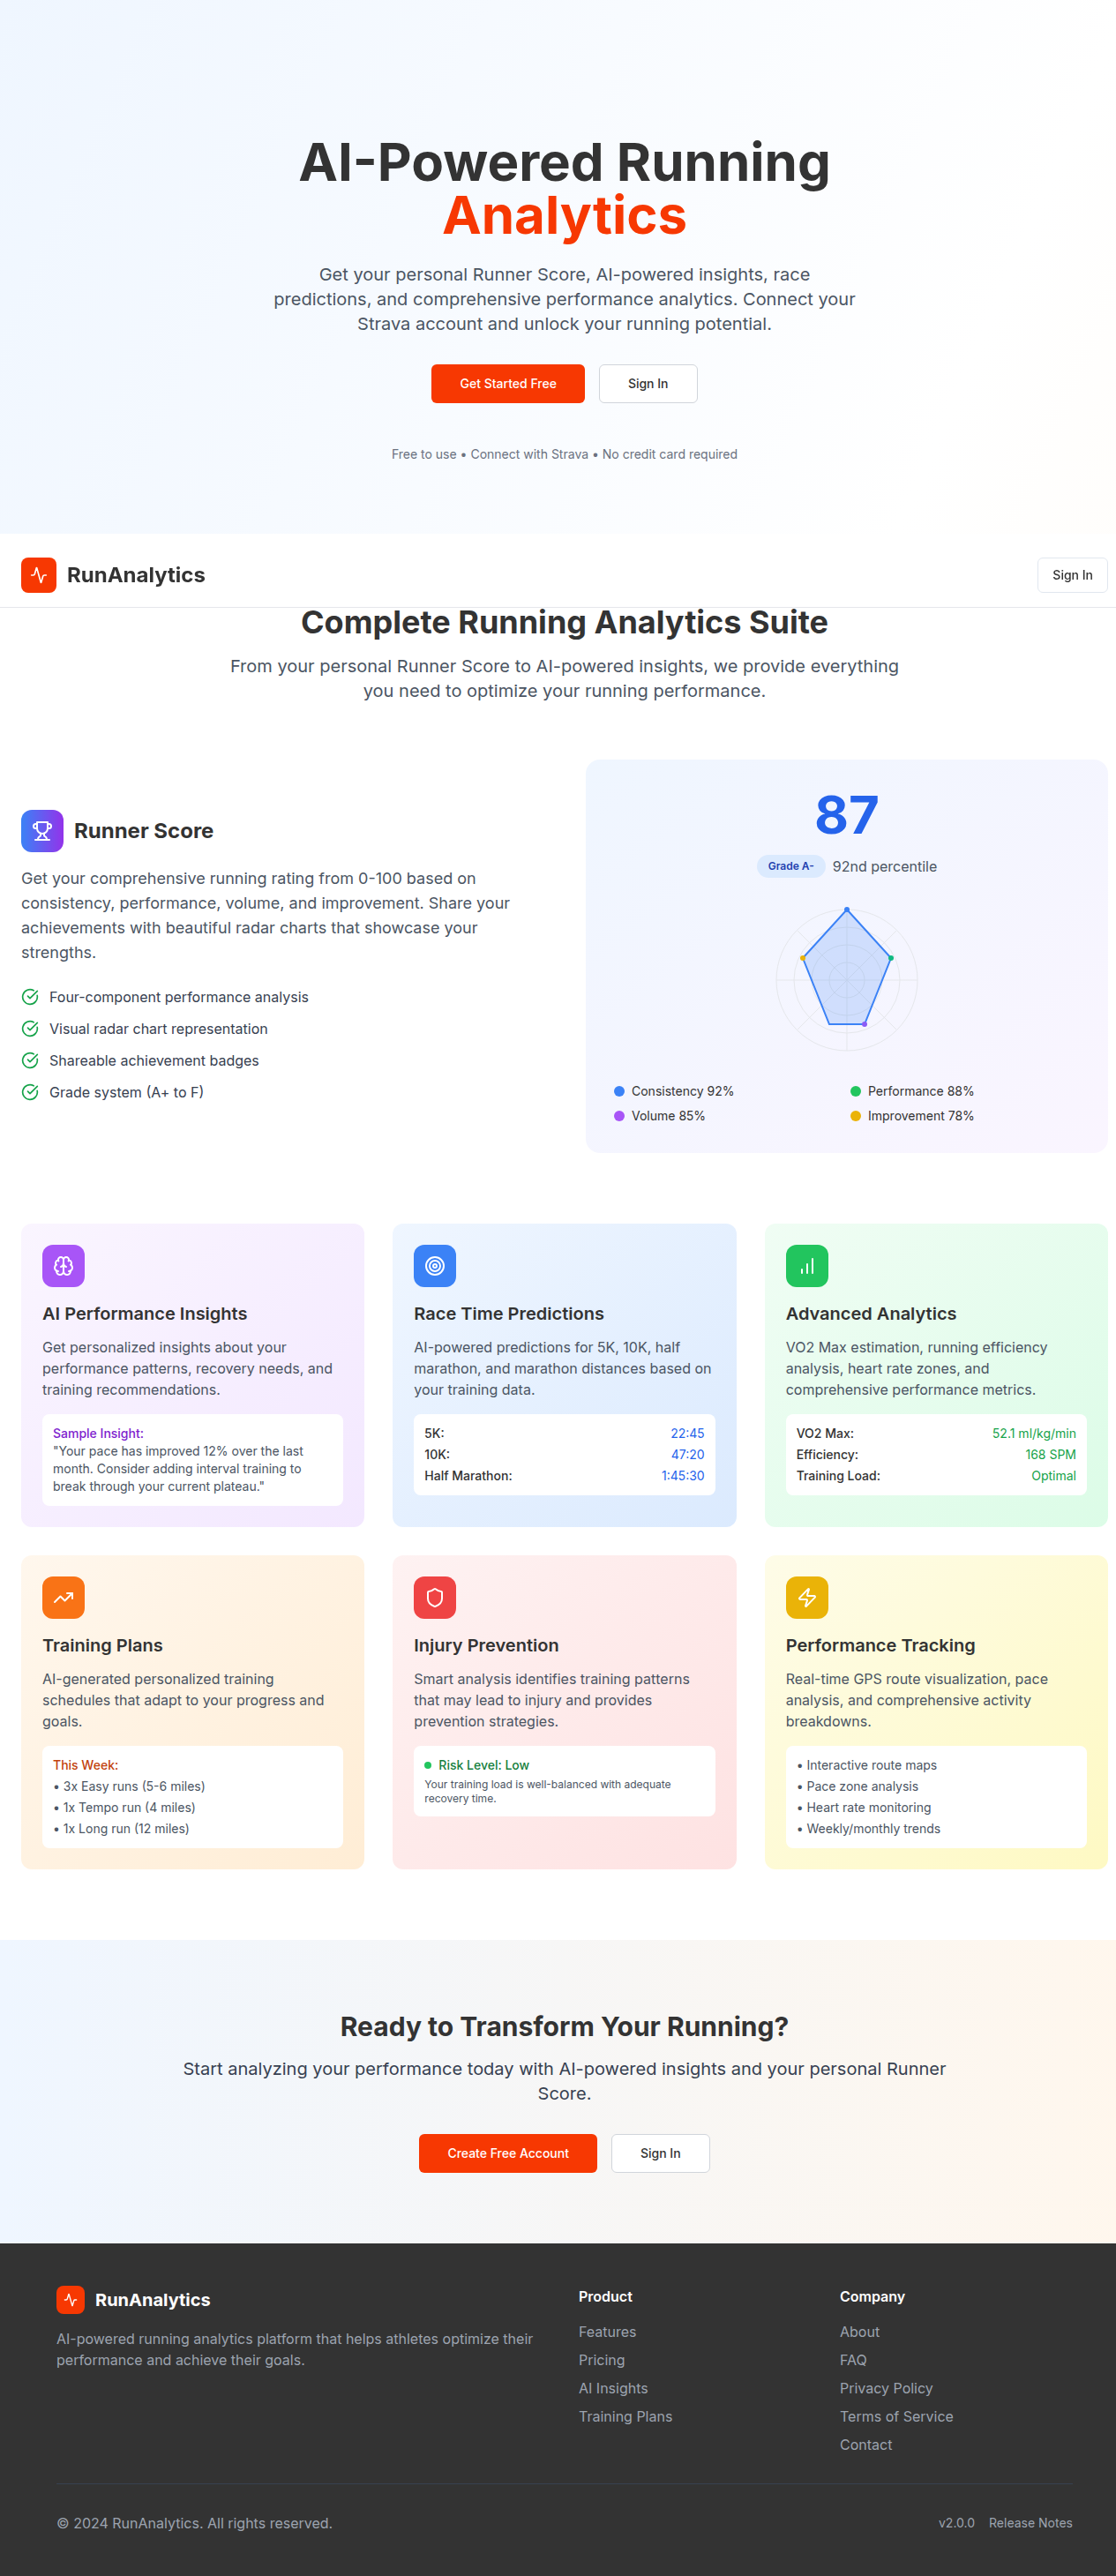 AI-Powered Running
Analytics
Get your personal Runner Score, AI-powered insights, race
predictions, and comprehensive performance analytics. Connect your
Strava account and unlock your running potential.
Get Started Free
Sign In
Free to use • Connect with Strava • No credit card required
RunAnalytics
Sign In
Complete Running Analytics Suite
From your personal Runner Score to AI-powered insights, we provide everything
you need to optimize your running performance.
Runner Score
Get your comprehensive running rating from 0-100 based on
consistency, performance, volume, and improvement. Share your
achievements with beautiful radar charts that showcase your
strengths.
Four-component performance analysis
Visual radar chart representation
Shareable achievement badges
Grade system (A+ to F)
87
Grade A- 92nd percentile
Consistency 92%
Performance 88%
Volume 85%
Improvement 78%
AI Performance Insights
Get personalized insights about your
performance patterns, recovery needs, and
training recommendations.
Sample Insight:
"Your pace has improved 12% over the last
month. Consider adding interval training to
break through your current plateau."
Race Time Predictions
AI-powered predictions for 5K, 10K, half
marathon, and marathon distances based on
your training data.
5K: 22:45
10K: 47:20
Half Marathon: 1:45:30
Advanced Analytics
VO2 Max estimation, running efficiency
analysis, heart rate zones, and
comprehensive performance metrics.
VO2 Max: 52.1 ml/kg/min
Efficiency: 168 SPM
Training Load: Optimal
Training Plans
AI-generated personalized training
schedules that adapt to your progress and
goals.
This Week:
• 3x Easy runs (5-6 miles)
• 1x Tempo run (4 miles)
• 1x Long run (12 miles)
Injury Prevention
Smart analysis identifies training patterns
that may lead to injury and provides
prevention strategies.
Risk Level: Low
Your training load is well-balanced with adequate
recovery time.
Performance Tracking
Real-time GPS route visualization, pace
analysis, and comprehensive activity
breakdowns.
• Interactive route maps
• Pace zone analysis
• Heart rate monitoring
• Weekly/monthly trends
Ready to Transform Your Running?
Start analyzing your performance today with AI-powered insights and your personal Runner
Score.
Create Free Account
Sign In
RunAnalytics
AI-powered running analytics platform that helps athletes optimize their
performance and achieve their goals.
Product
Features
Pricing
AI Insights
Training Plans
Company
About
FAQ
Privacy Policy
Terms of Service
Contact
© 2024 RunAnalytics. All rights reserved.
v2.0.0 Release Notes